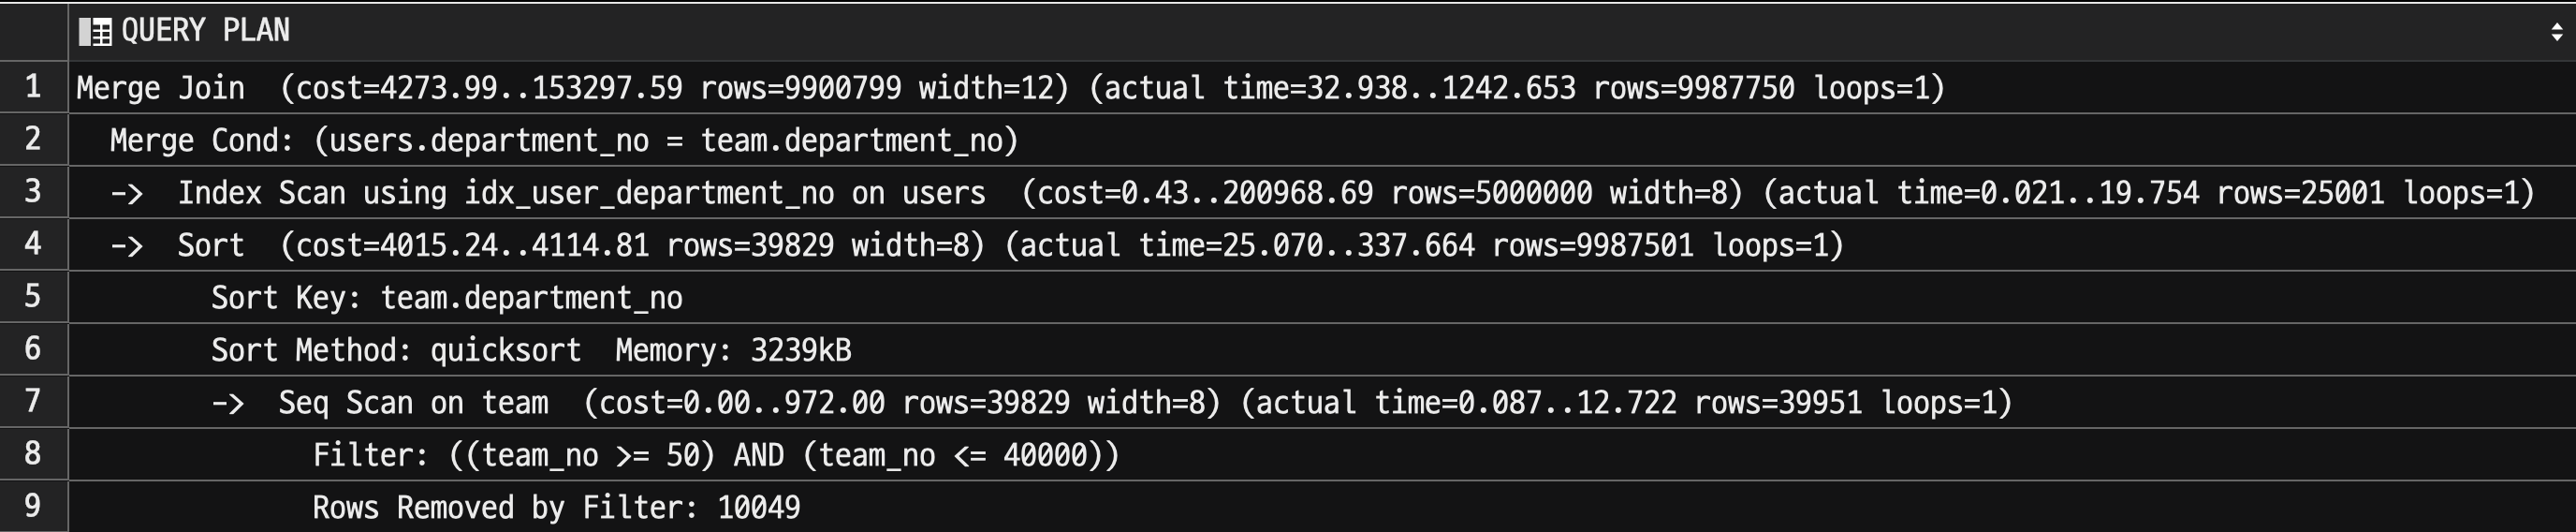 QUERY PLAN
1 Merge Join  (cost=4273.99..153297.59 rows=9900799 width=12) (actual time=32.938..1242.653 rows=9987750 loops=1)
2   Merge Cond: (users.department_no = team.department_no)
3   ->  Index Scan using idx_user_department_no on users  (cost=0.43..200968.69 rows=5000000 width=8) (actual time=0.021..19.754 rows=25001 loops=1)
4   ->  Sort  (cost=4015.24..4114.81 rows=39829 width=8) (actual time=25.070..337.664 rows=9987501 loops=1)
5         Sort Key: team.department_no
6         Sort Method: quicksort  Memory: 3239kB
7         ->  Seq Scan on team  (cost=0.00..972.00 rows=39829 width=8) (actual time=0.087..12.722 rows=39951 loops=1)
8               Filter: ((team_no >= 50) AND (team_no <= 40000))
9               Rows Removed by Filter: 10049